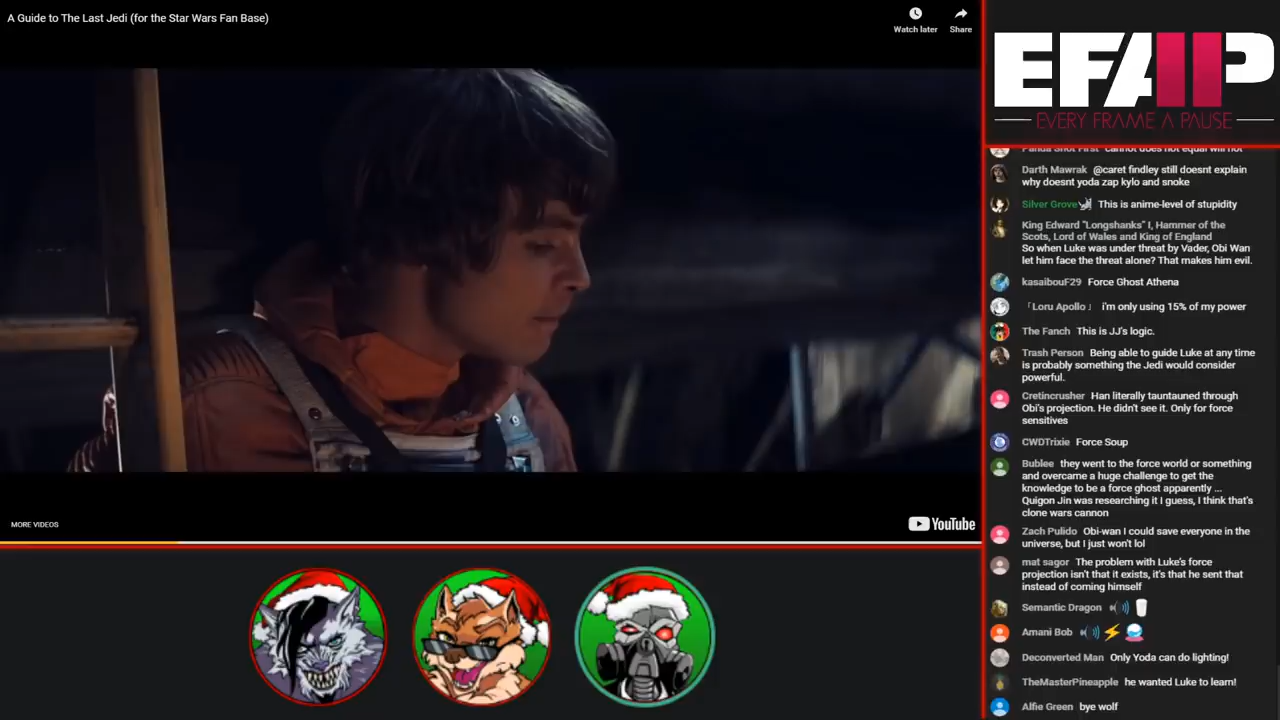 A Guide to The Last Jedi (for the Star Wars Fan Base)
Watch later
Share
MORE VIDEOS
YouTube
EFAP
EVERY FRAME A PAUSE
Panda Shot First cannot does not equal will not
Darth Mawrak @caret findley still doesnt explain
why doesnt yoda zap kylo and snoke
Silver Grove This is anime-level of stupidity
King Edward "Longshanks" I, Hammer of the
Scots, Lord of Wales and King of England
So when Luke was under threat by Vader, Obi Wan
let him face the threat alone? That makes him evil.
kasaibouF29 Force Ghost Athena
「Loru Apollo」 i'm only using 15% of my power
The Fanch This is JJ's logic.
Trash Person Being able to guide Luke at any time
is probably something the Jedi would consider
powerful.
Cretincrusher Han literally tauntauned through
Obi's projection. He didn't see it. Only for force
sensitives
CWDTrixie Force Soup
Bublee they went to the force world or something
and overcame a huge challenge to get the
knowledge to be a force ghost apparently ...
Quigon Jin was researching it I guess, I think that's
clone wars cannon
Zach Pulido Obi-wan I could save everyone in the
universe, but I just won't lol
mat sagor The problem with Luke's force
projection isn't that it exists, it's that he sent that
instead of coming himself
Semantic Dragon
Amani Bob
Deconverted Man Only Yoda can do lighting!
TheMasterPineapple he wanted Luke to learn!
Alfie Green bye wolf